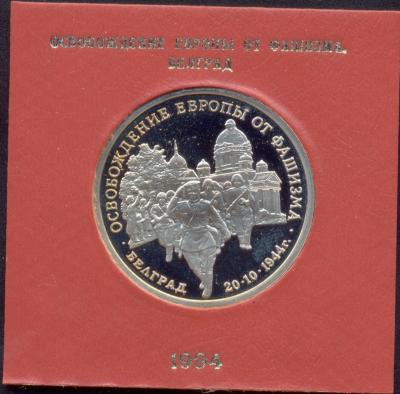 ОСВОБОЖДЕНИЕ ЕВРОПЫ ОТ ФАШИЗМА.
БЕЛГРАД
ОСВОБОЖДЕНИЕ ЕВРОПЫ ОТ ФАШИЗМА
· БЕЛГРАД 20·10·1944г. ·
1994